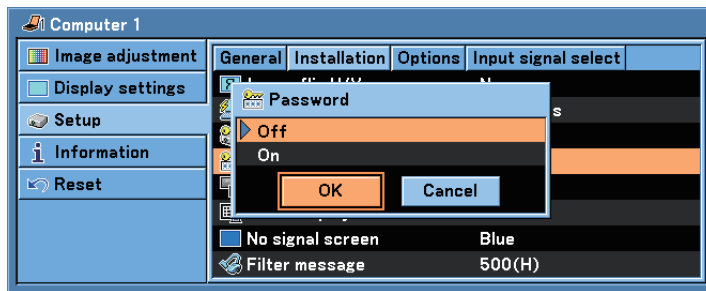 Computer 1
Image adjustment
Display settings
Setup
Information
Reset
General Installation Options Input signal select
Password
Off
On
OK Cancel
No signal screen Blue
Filter message 500(H)